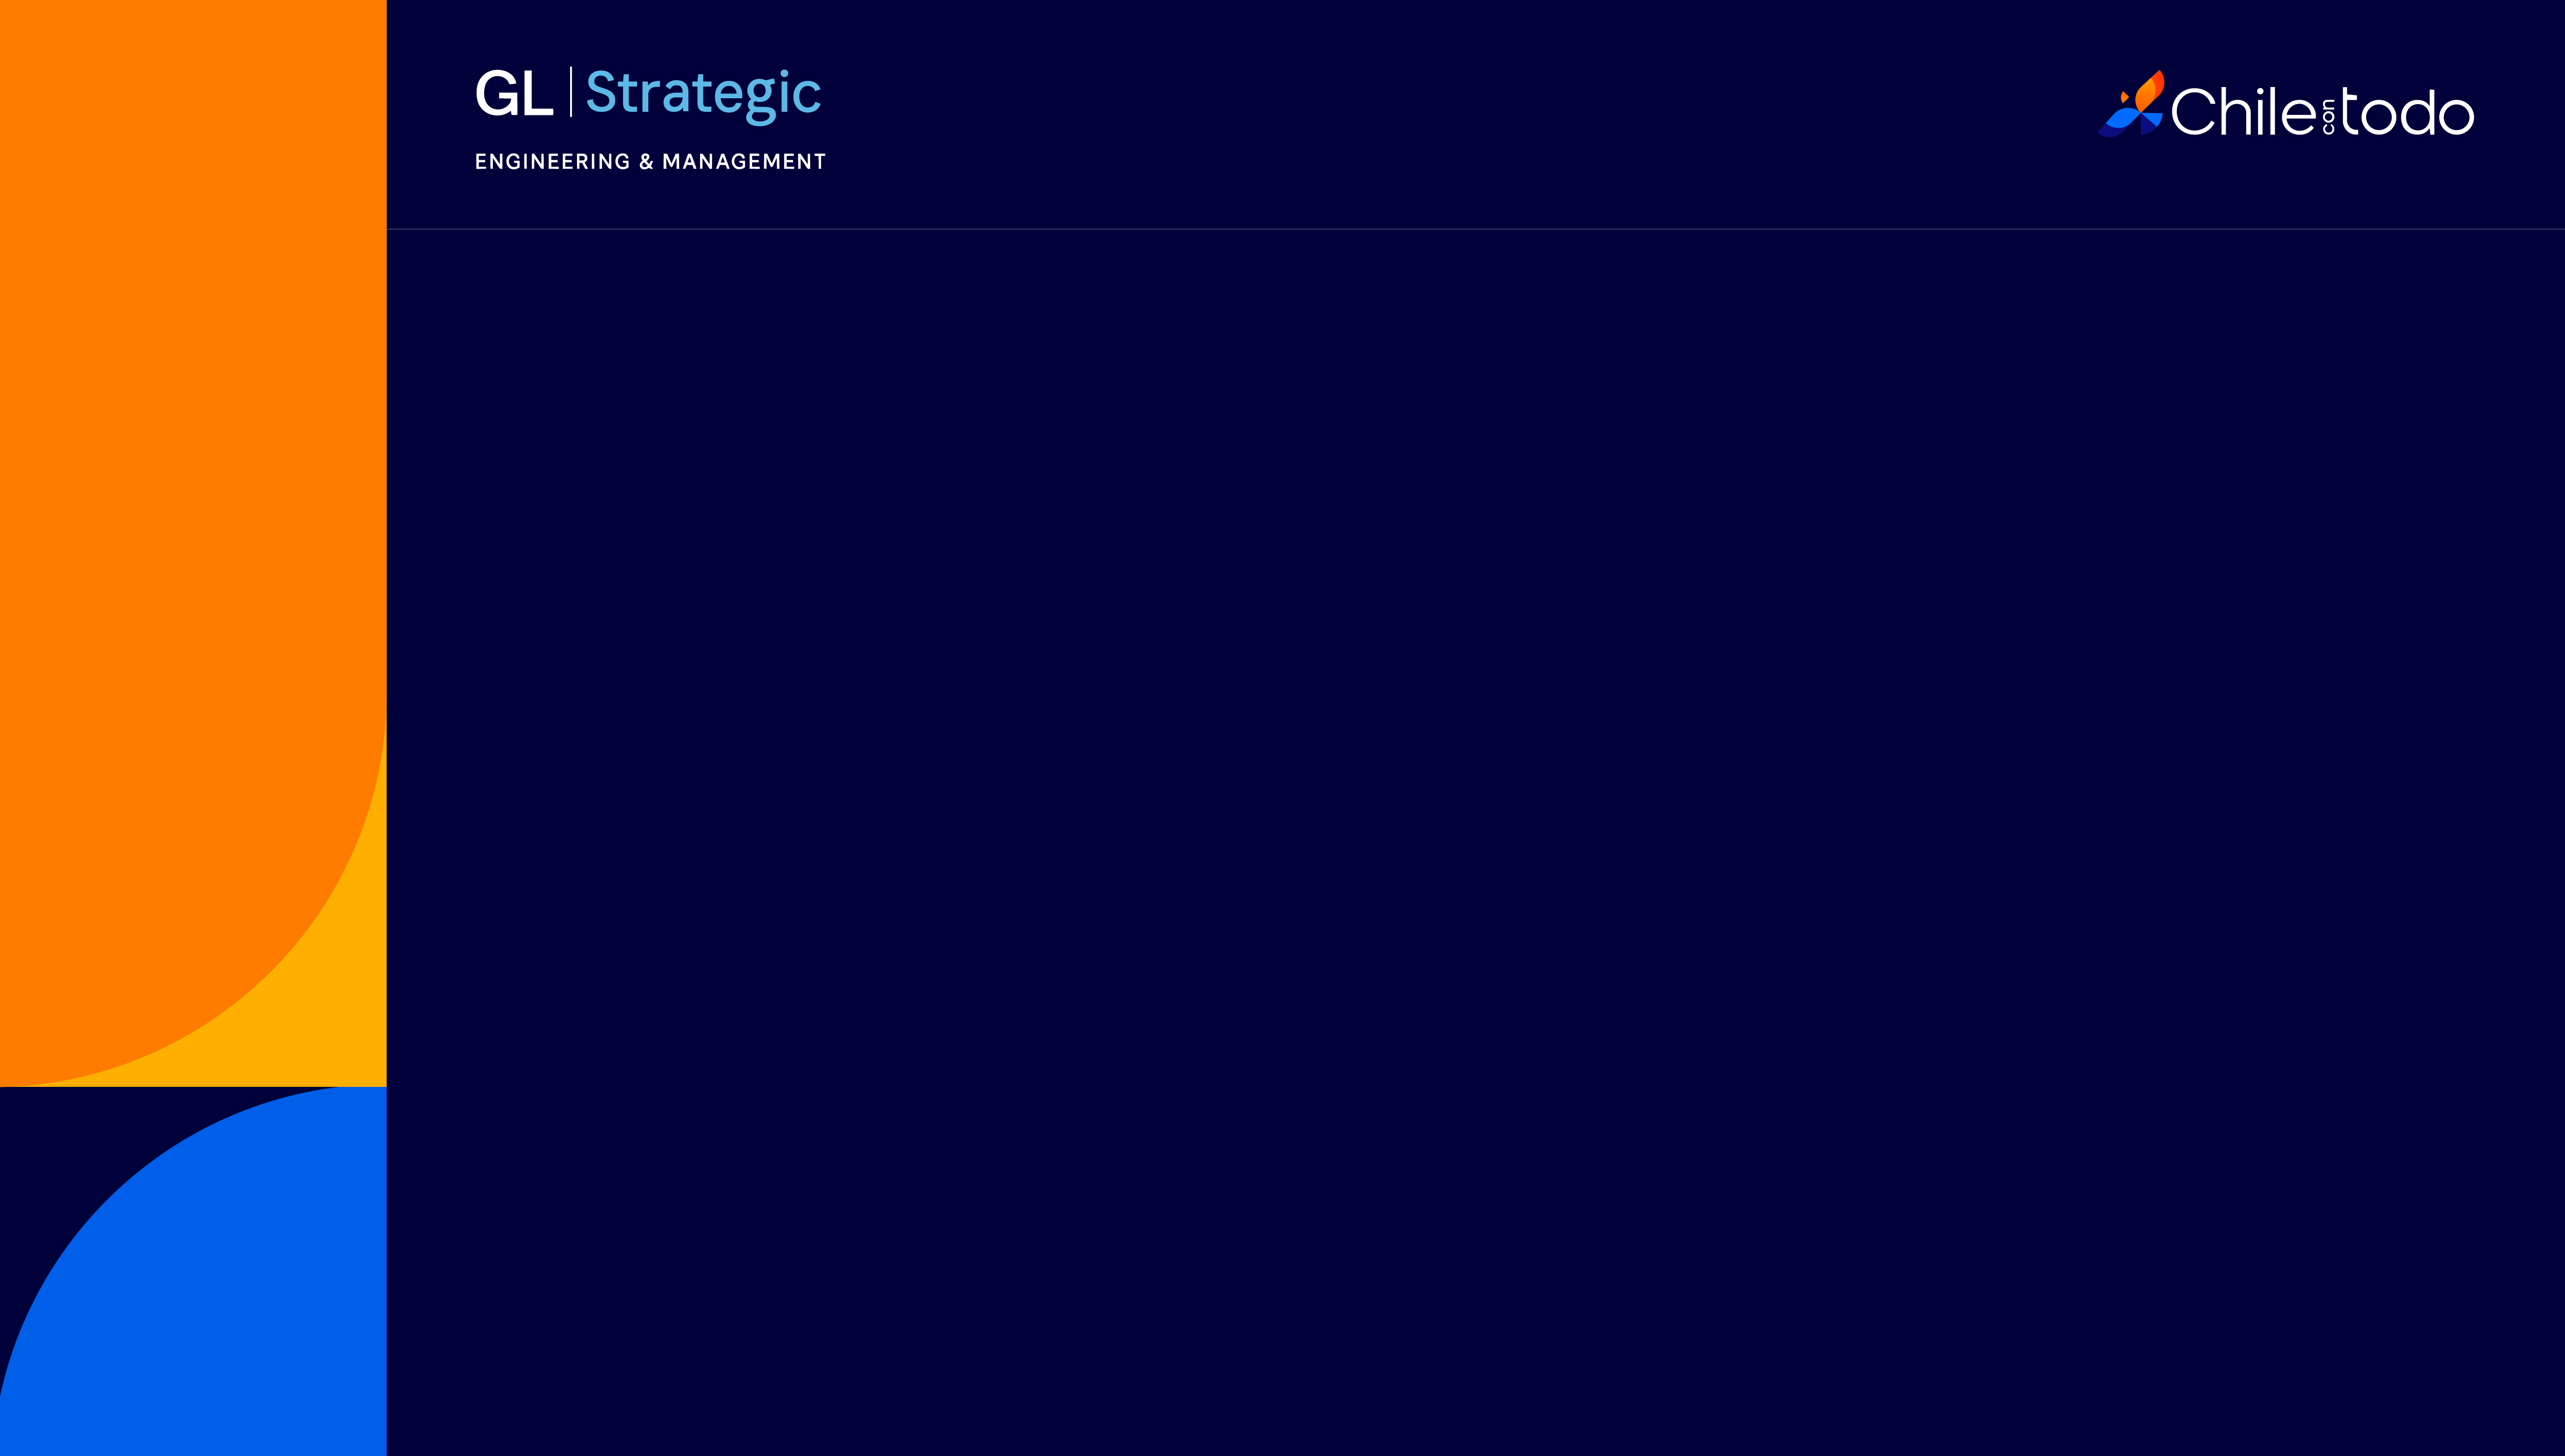 GL | Strategic
ENGINEERING & MANAGEMENT
Chile con todo